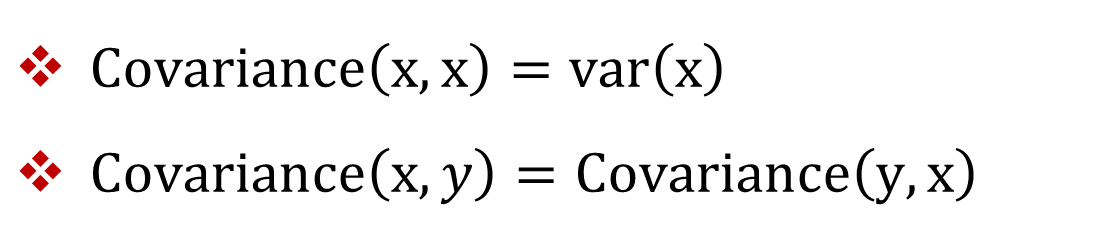 ❖ Covariance(x, x) = var(x)
❖ Covariance(x, y) = Covariance(y, x)